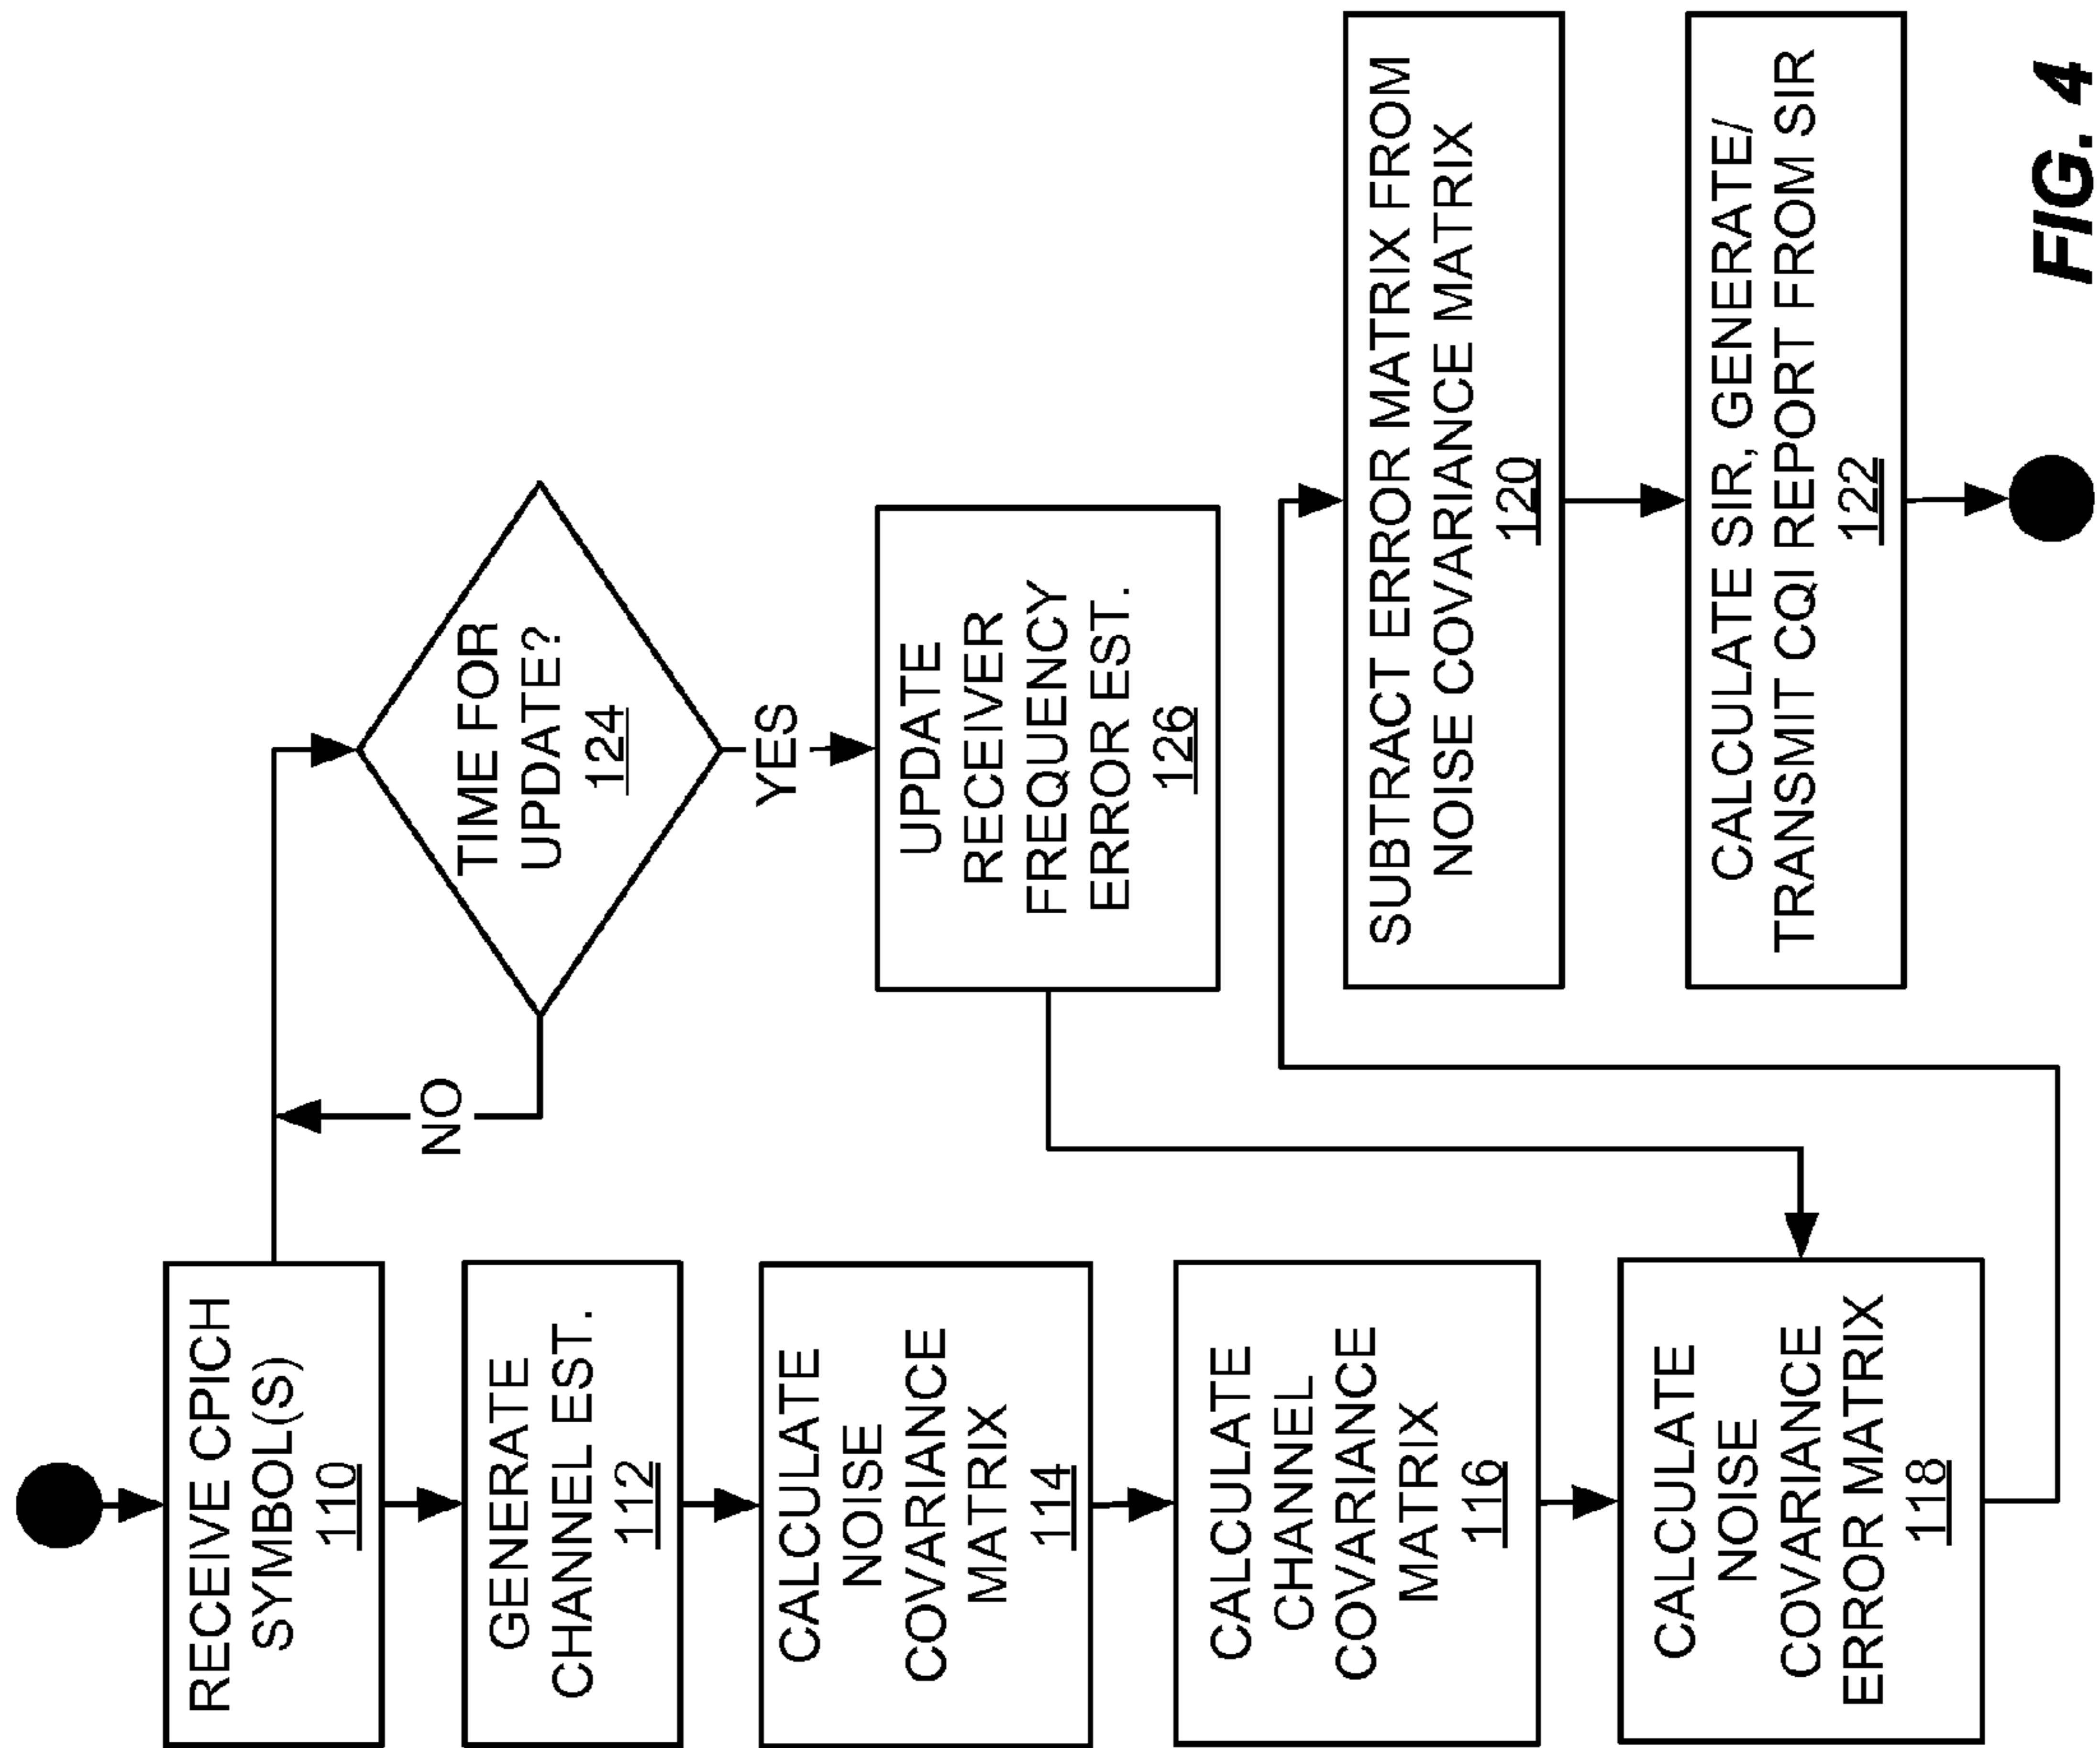 RECEIVE CPICH
SYMBOL(S)
110
GENERATE
CHANNEL EST.
112
CALCULATE
NOISE
COVARIANCE
MATRIX
114
CALCULATE
CHANNEL
COVARIANCE
MATRIX
116
CALCULATE
NOISE
COVARIANCE
ERROR MATRIX
118
NO
TIME FOR
UPDATE?
124
YES
UPDATE
RECEIVER
FREQUENCY
ERROR EST.
126
SUBTRACT ERROR MATRIX FROM
NOISE COVARIANCE MATRIX
120
CALCULATE SIR, GENERATE/
TRANSMIT CQI REPORT FROM SIR
122
FIG. 4